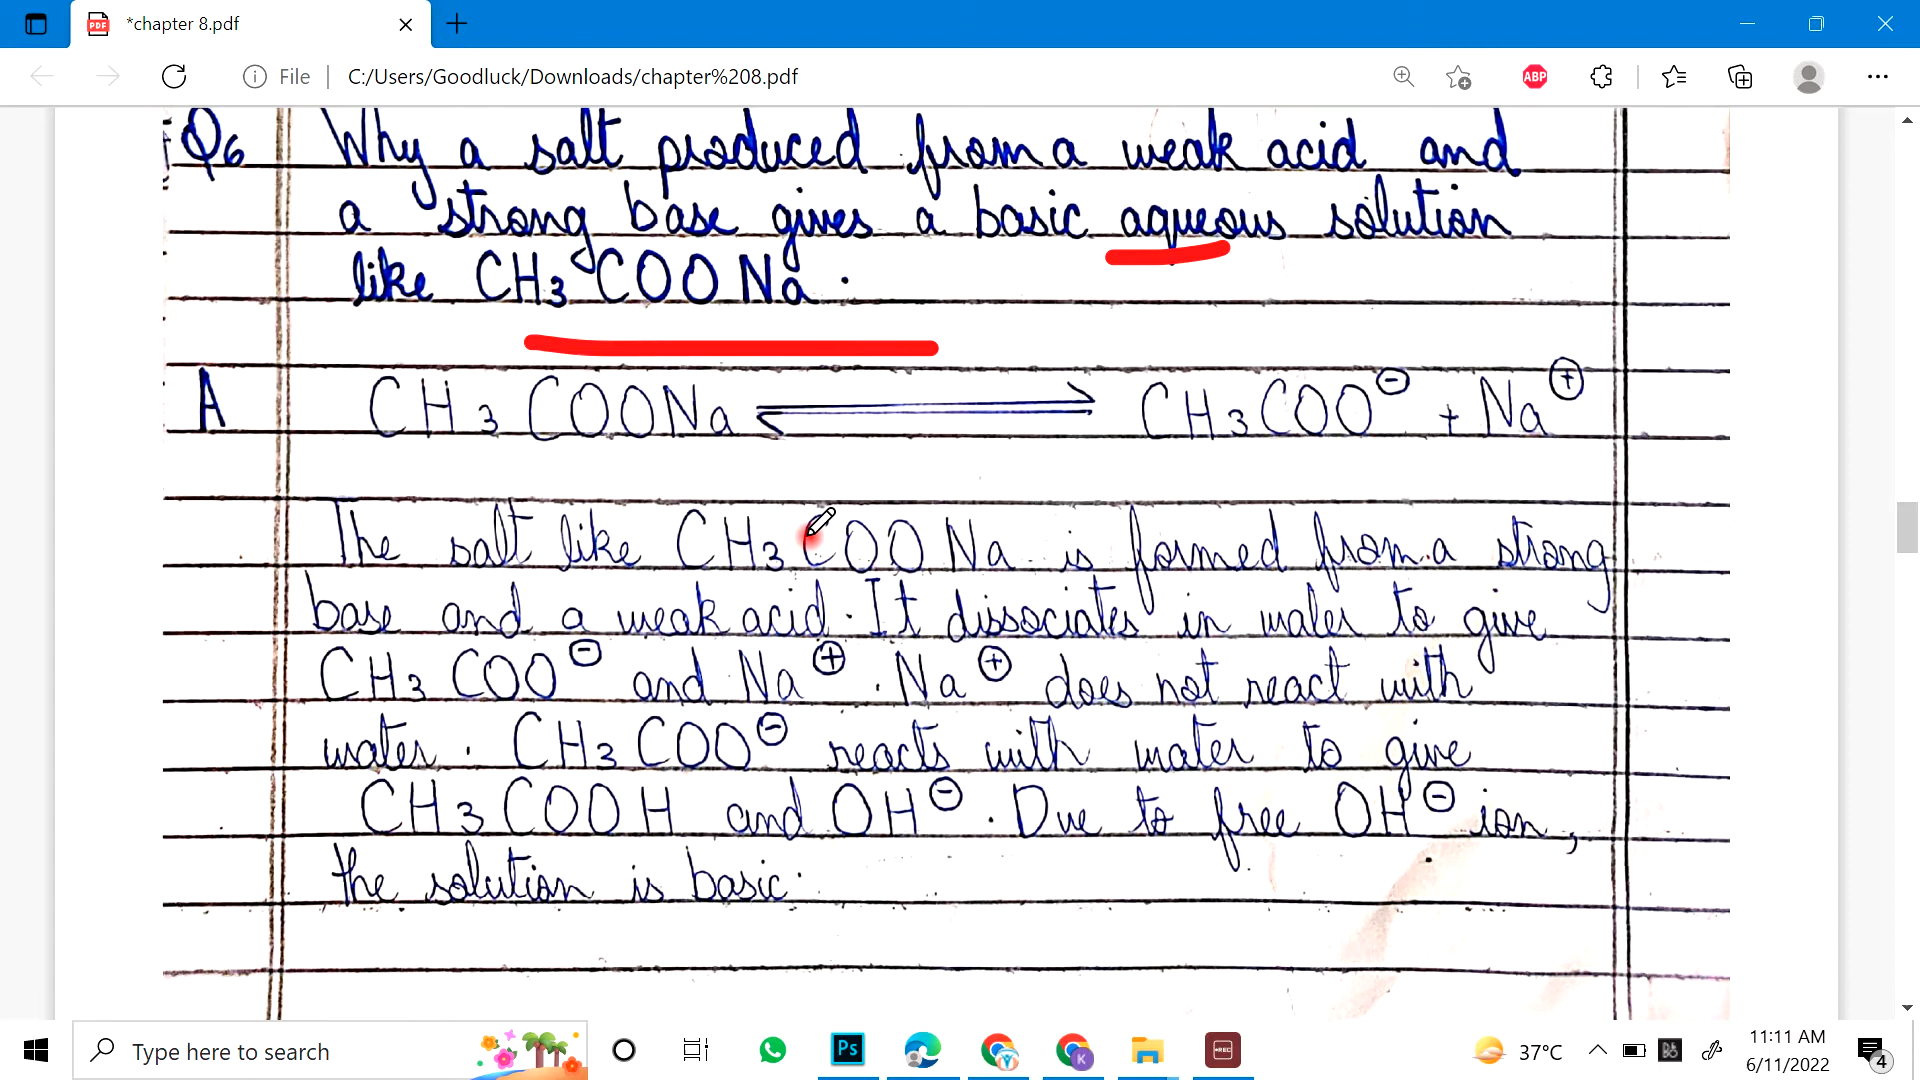 *chapter 8.pdf
File
C:/Users/Goodluck/Downloads/chapter%208.pdf
ABP
Q6 Why a salt produced from a weak acid and
a strong base gives a basic aqueous solution
like CH3COONa.
A CH3COONa ⇌ CH3COO⊖ + Na⊕
The salt like CH3COONa is formed from a strong
base and a weak acid. It dissociates in water to give
CH3COO⊖ and Na⊕. Na⊕ does not react with
water. CH3COO⊖ reacts with water to give
CH3COOH and OH⊖. Due to free OH⊖ ion,
the solution is basic.
Type here to search
Ps
Y
K
REC
37°C
11:11 AM
6/11/2022
4